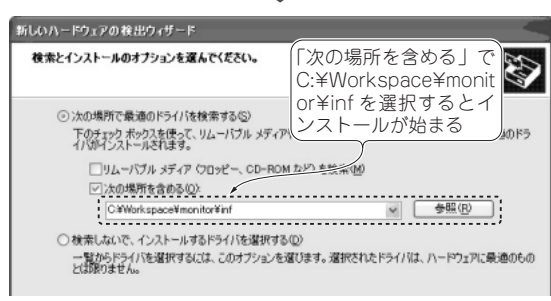 新しいハードウェアの検出ウィザード
検索とインストールのオプションを選んでください。
「次の場所を含める」で
C:¥Workspace¥monit
or¥inf を選択するとイ
ンストールが始まる
次の場所で最適のドライバを検索する(S)
下のチェック ボックスを使って、リムーバブル メディア
のドラ
イバがインストールされます。
リムーバブル メディア (フロッピー、CD-ROM など) を検索(M)
次の場所を含める(O):
C:¥Workspace¥monitor¥inf
参照(R)
検索しないで、インストールするドライバを選択する(D)
一覧からドライバを選択するには、このオプションを選びます。選択されたドライバは、ハードウェアに最適のもの
とは限りません。